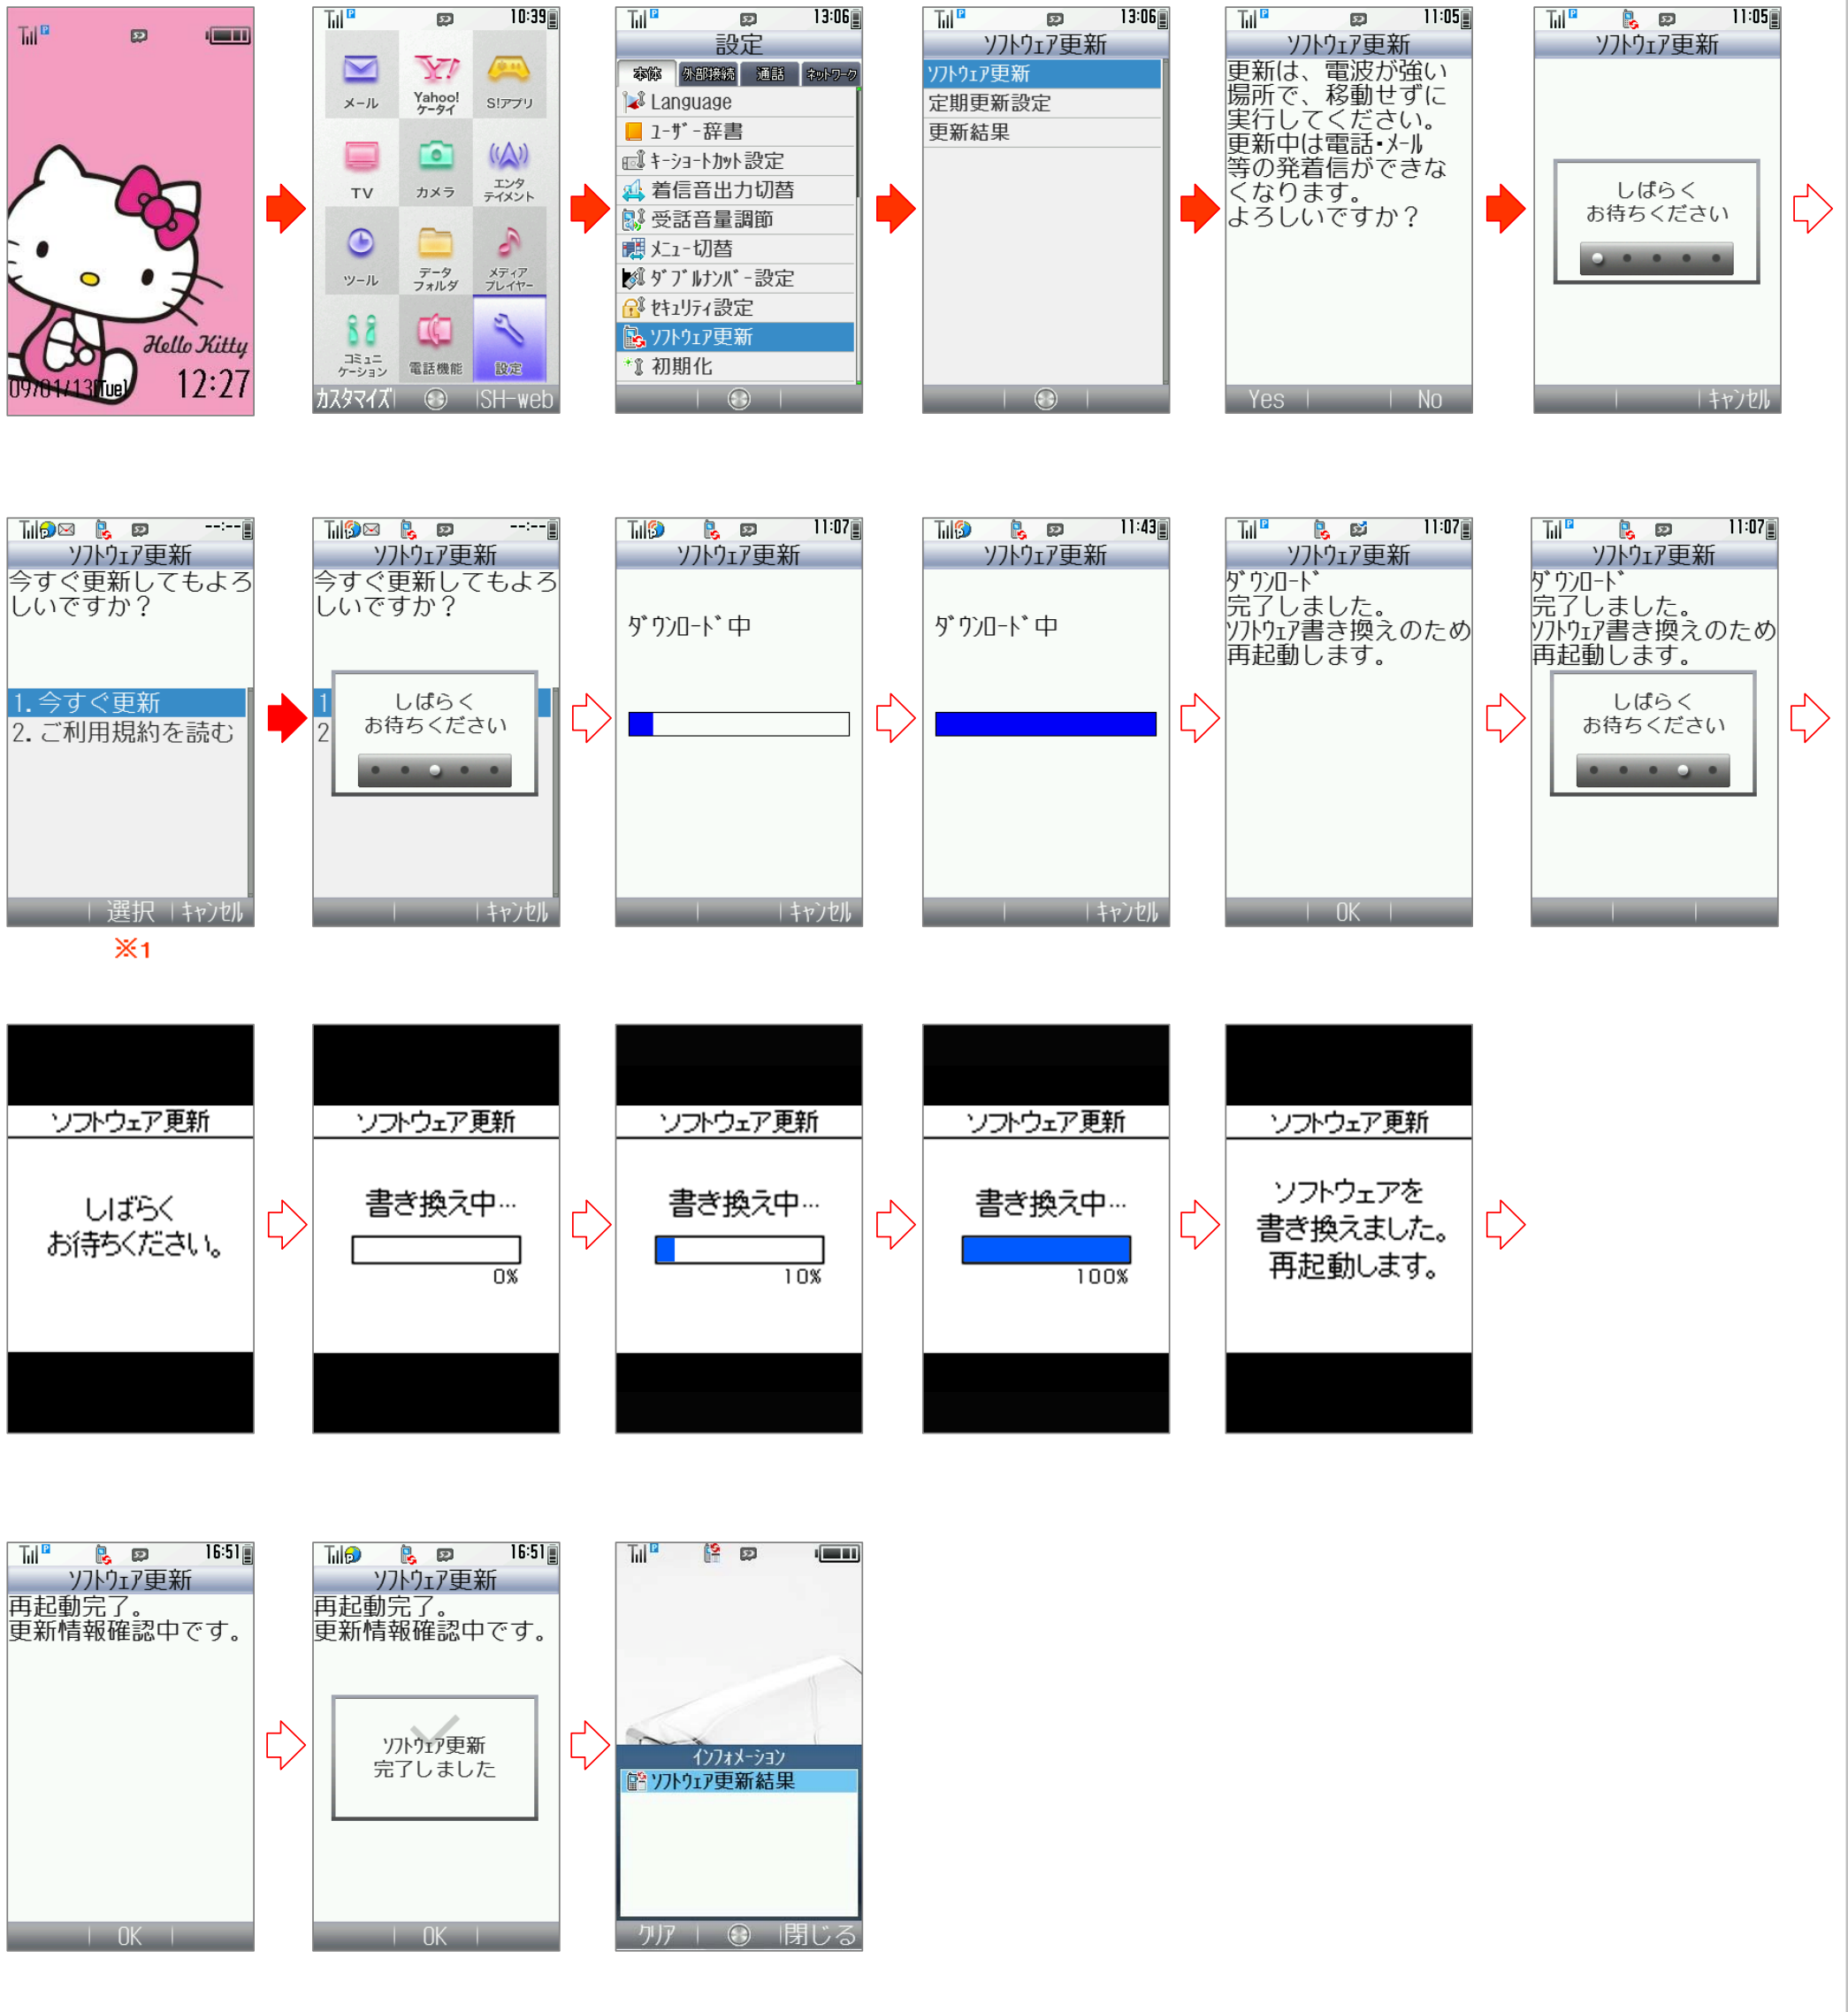 Hello Kitty
09/01/13(Tue)
12:27
10:39
メール
Yahoo!
ケータイ
S!アプリ
TV
カメラ
エンタ
テイメント
ツール
データ
フォルダ
メディア
プレイヤー
コミュニ
ケーション
電話機能
設定
カスタマイズ
SH-web
13:06
設定
本体 外部接続 通話 ネットワーク
Language
ユーザー辞書
キーショートカット設定
着信音出力切替
受話音量調節
メニュー切替
ダブルナンバー設定
セキュリティ設定
ソフトウェア更新
初期化
13:06
ソフトウェア更新
ソフトウェア更新
定期更新設定
更新結果
11:05
ソフトウェア更新
更新は、電波が強い
場所で、移動せずに
実行してください。
更新中は電話・メール
等の発着信ができな
くなります。
よろしいですか?
Yes No
11:05
ソフトウェア更新
しばらく
お待ちください
キャンセル
--:--
ソフトウェア更新
今すぐ更新してもよろ
しいですか?
1.今すぐ更新
2.ご利用規約を読む
選択 キャンセル
※1
--:--
ソフトウェア更新
今すぐ更新してもよろ
しいですか?
1
2
しばらく
お待ちください
キャンセル
11:07
ソフトウェア更新
ダウンロード中
キャンセル
11:43
ソフトウェア更新
ダウンロード中
キャンセル
11:07
ソフトウェア更新
ダウンロード
完了しました。
ソフトウェア書き換えのため
再起動します。
OK
11:07
ソフトウェア更新
ダウンロード
完了しました。
ソフトウェア書き換えのため
再起動します。
しばらく
お待ちください
ソフトウェア更新
しばらく
お待ちください。
ソフトウェア更新
書き換え中…
0%
ソフトウェア更新
書き換え中…
10%
ソフトウェア更新
書き換え中…
100%
ソフトウェア更新
ソフトウェアを
書き換えました。
再起動します。
16:51
ソフトウェア更新
再起動完了。
更新情報確認中です。
OK
16:51
ソフトウェア更新
再起動完了。
更新情報確認中です。
ソフトウェア更新
完了しました
OK
インフォメーション
ソフトウェア更新結果
クリア 閉じる